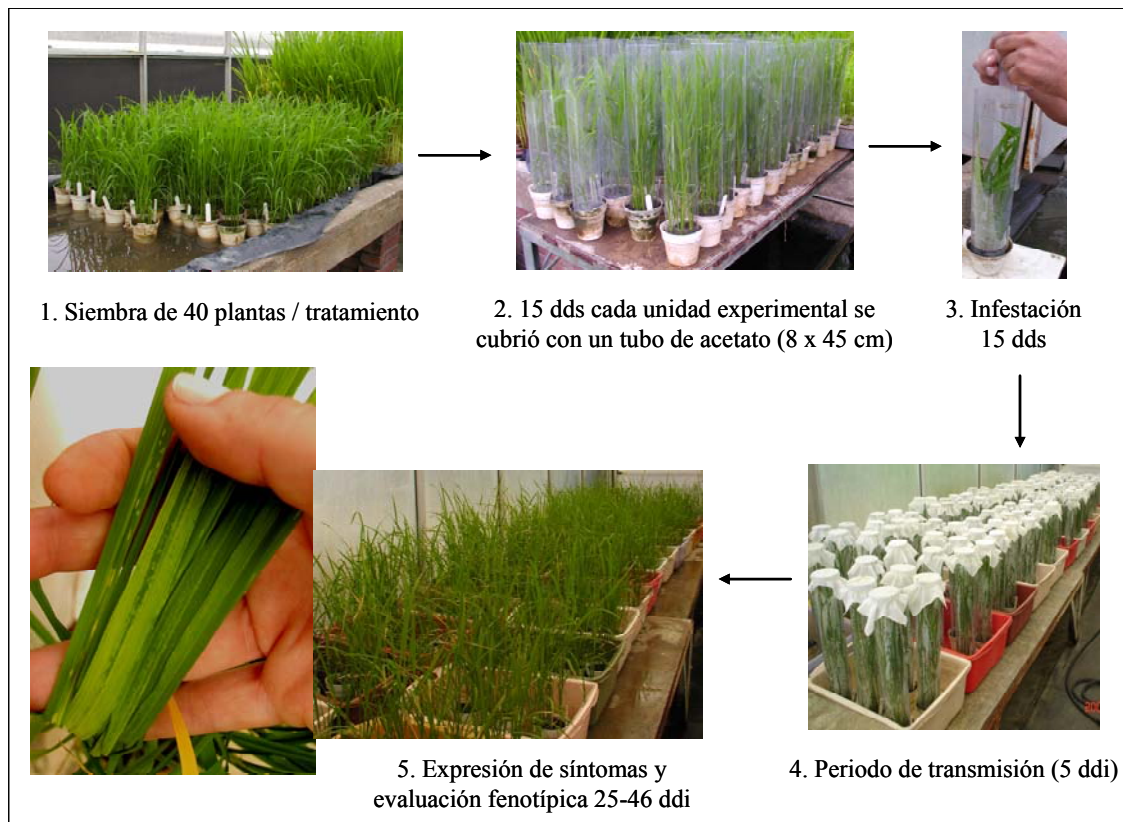 1. Siembra de 40 plantas / tratamiento
2. 15 dds cada unidad experimental se
cubrió con un tubo de acetato (8 x 45 cm)
3. Infestación
15 dds
4. Periodo de transmisión (5 ddi)
5. Expresión de síntomas y
evaluación fenotípica 25-46 ddi